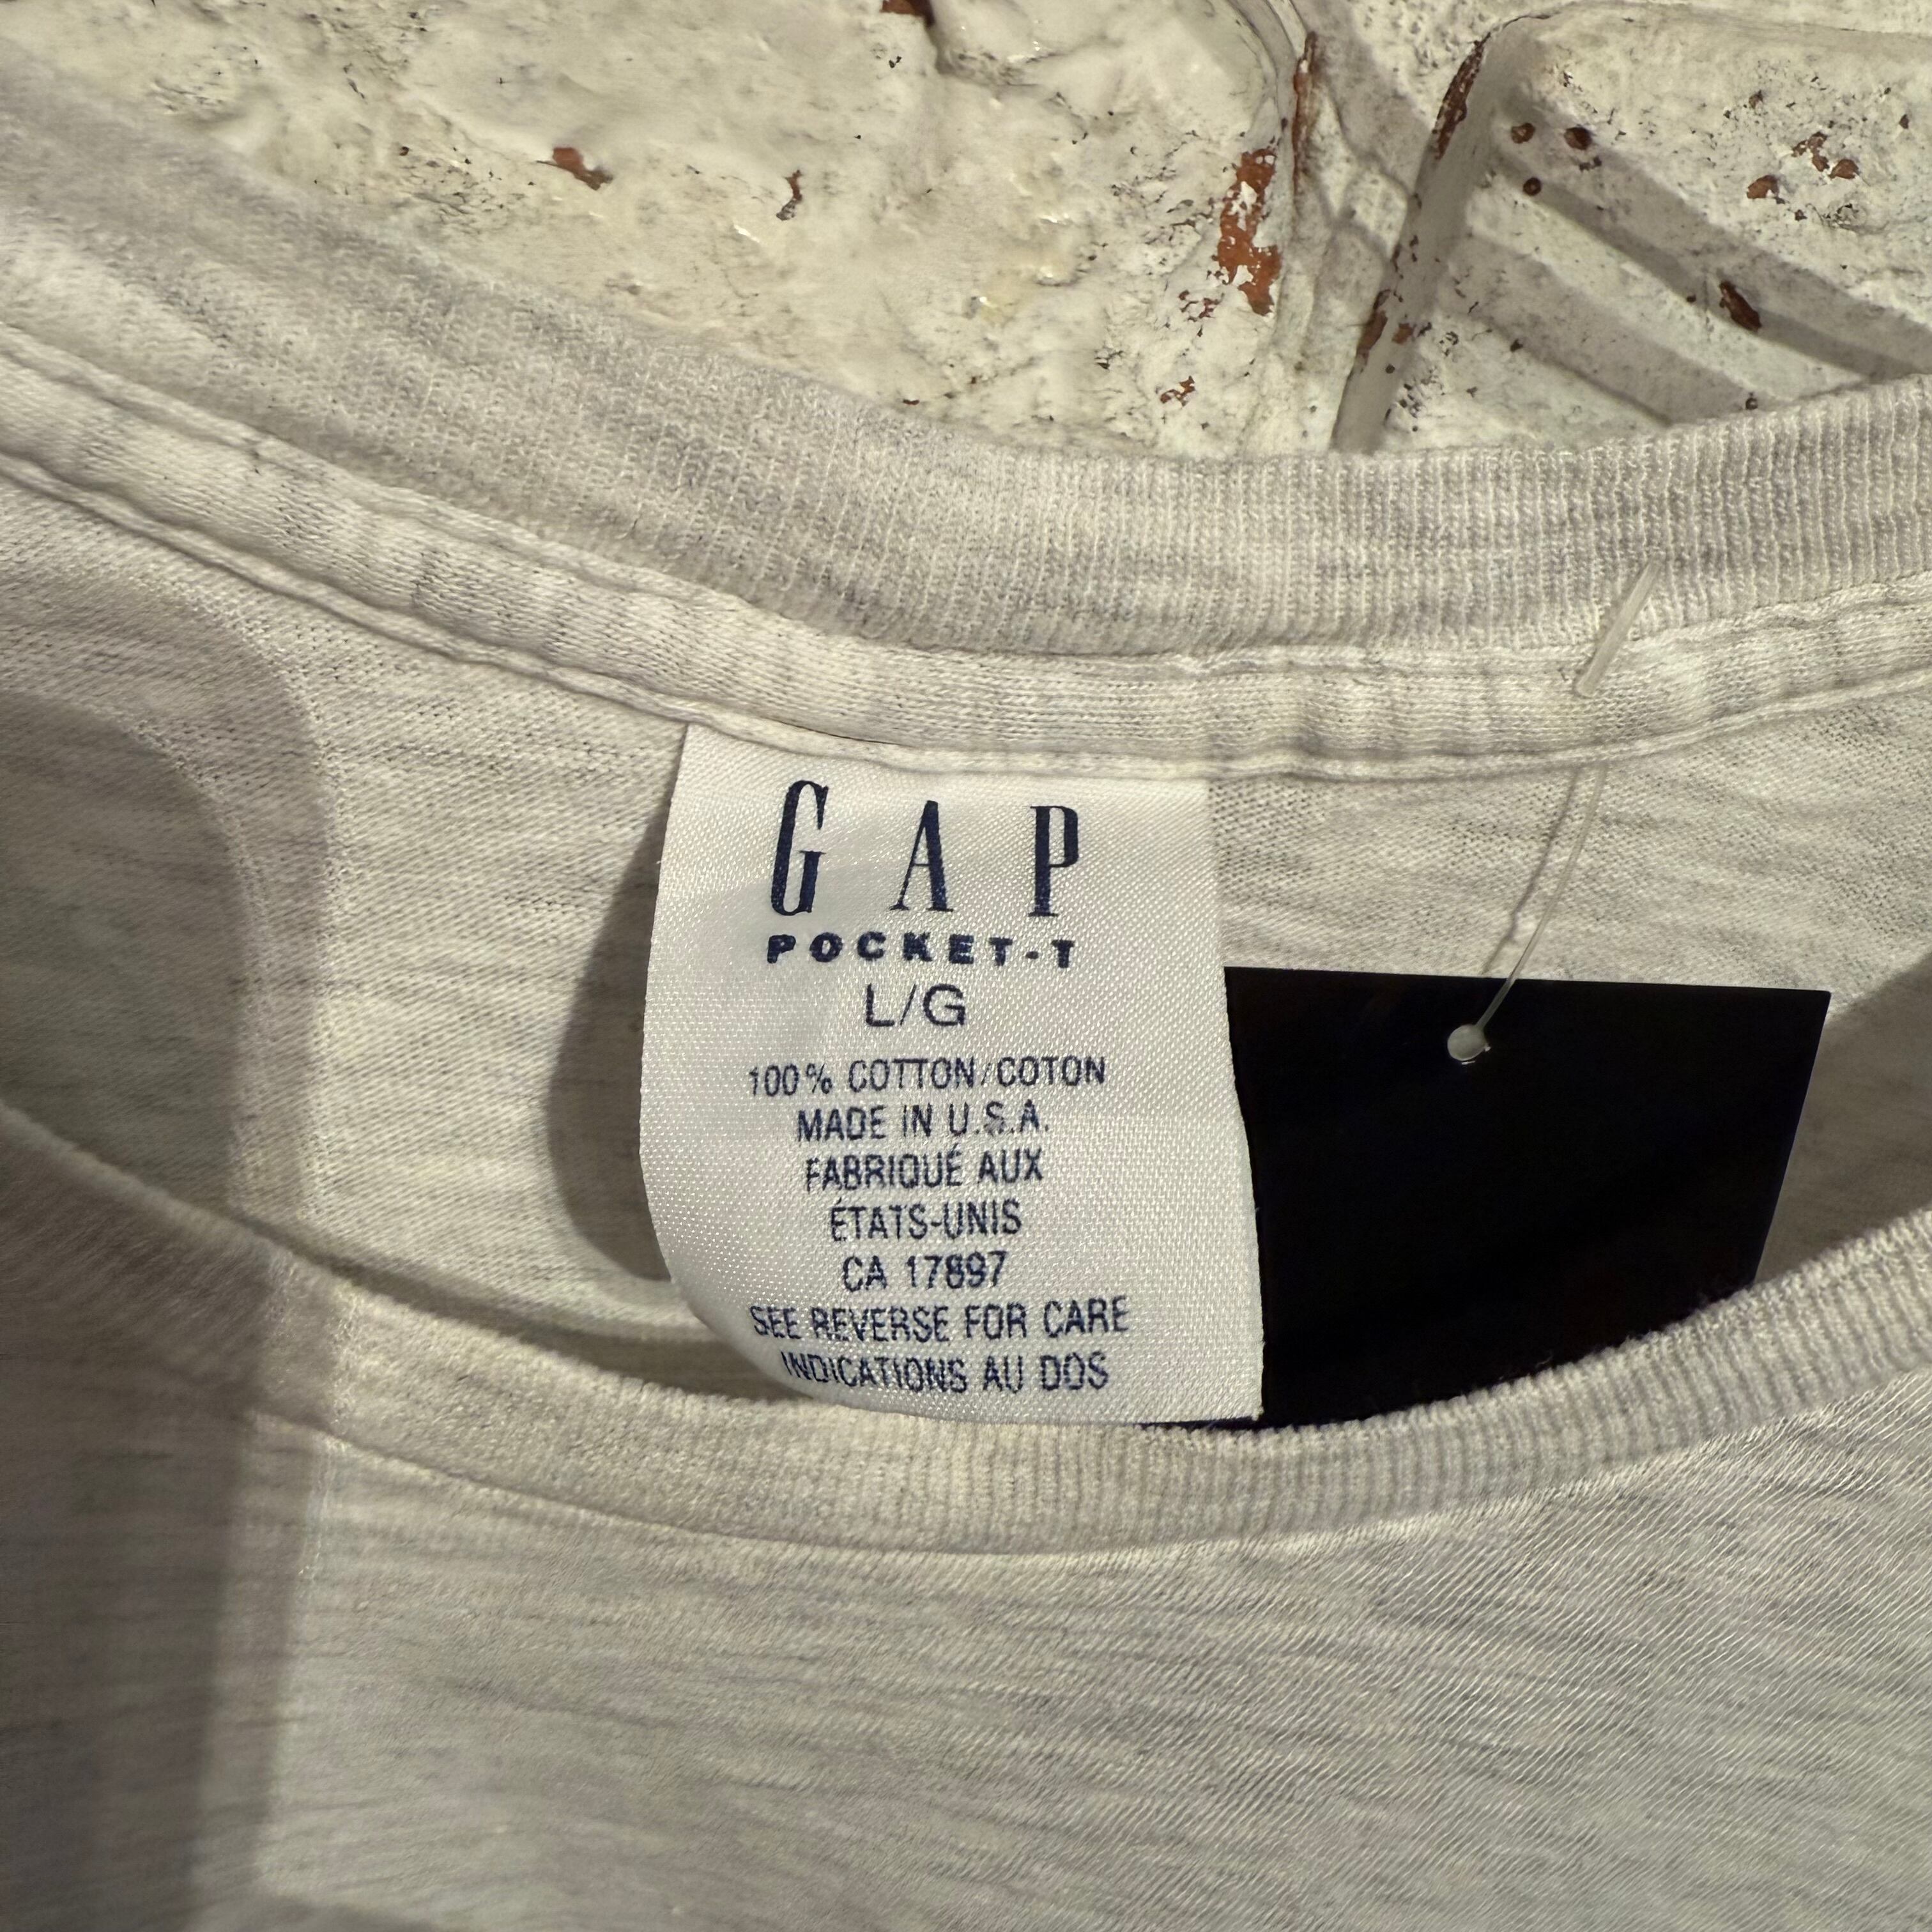 GAP
POCKET-T
L/G
100% COTTON/COTON
MADE IN U.S.A.
FABRIQUÉ AUX
ÉTATS-UNIS
CA 17897
SEE REVERSE FOR CARE
INDICATIONS AU DOS